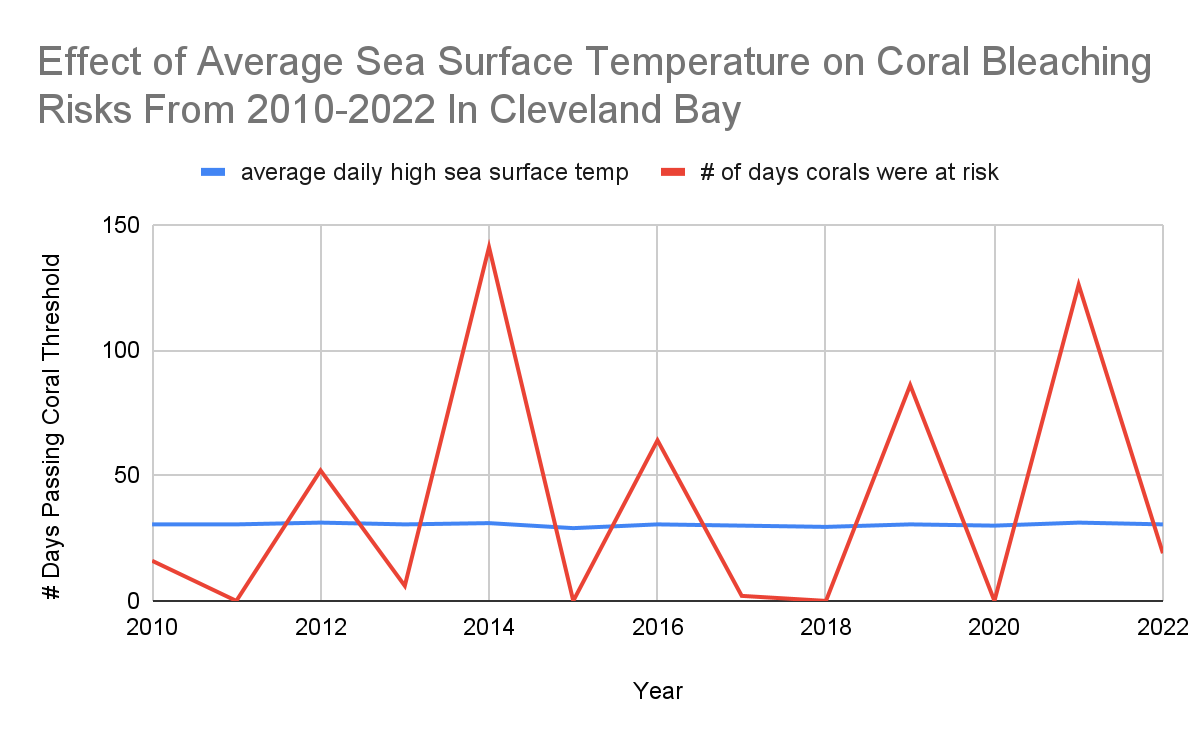 Effect of Average Sea Surface Temperature on Coral Bleaching
Risks From 2010-2022 In Cleveland Bay
average daily high sea surface temp
# of days corals were at risk
# Days Passing Coral Threshold
150
100
50
0
2010
2012
2014
2016
2018
2020
2022
Year